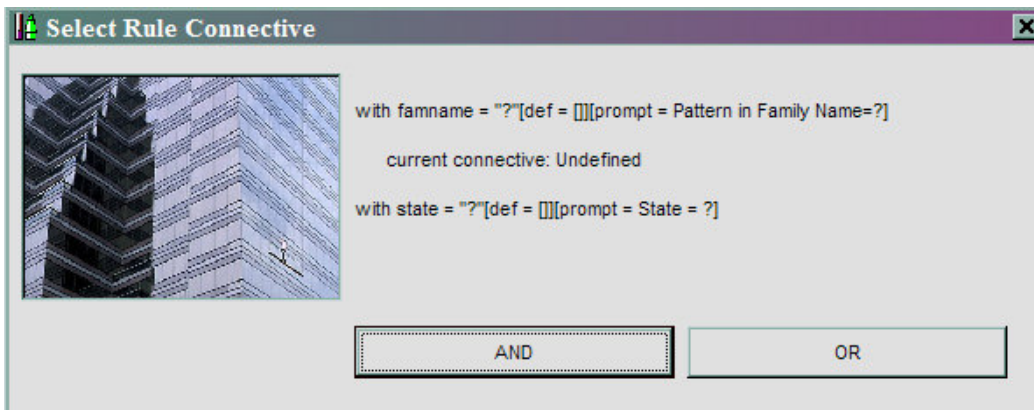 Select Rule Connective
with famname = "?"[def = []][prompt = Pattern in Family Name=?]
current connective: Undefined
with state = "?"[def = []][prompt = State = ?]
AND
OR